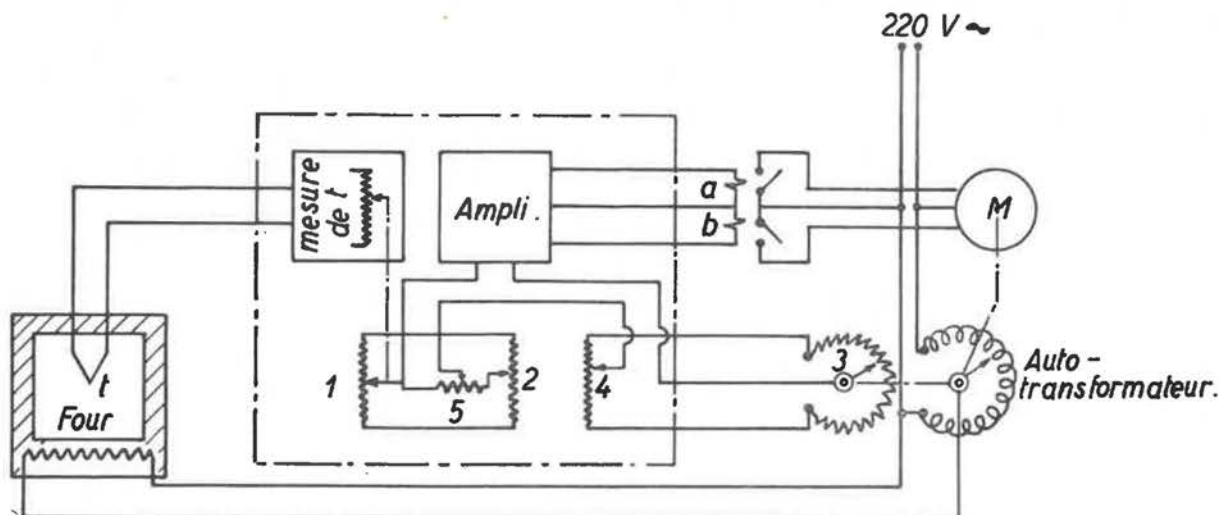 220 V ~
mesure
de t
Ampli.
a
b
M
t
Four
1
5
2
4
3
Auto-
transformateur.